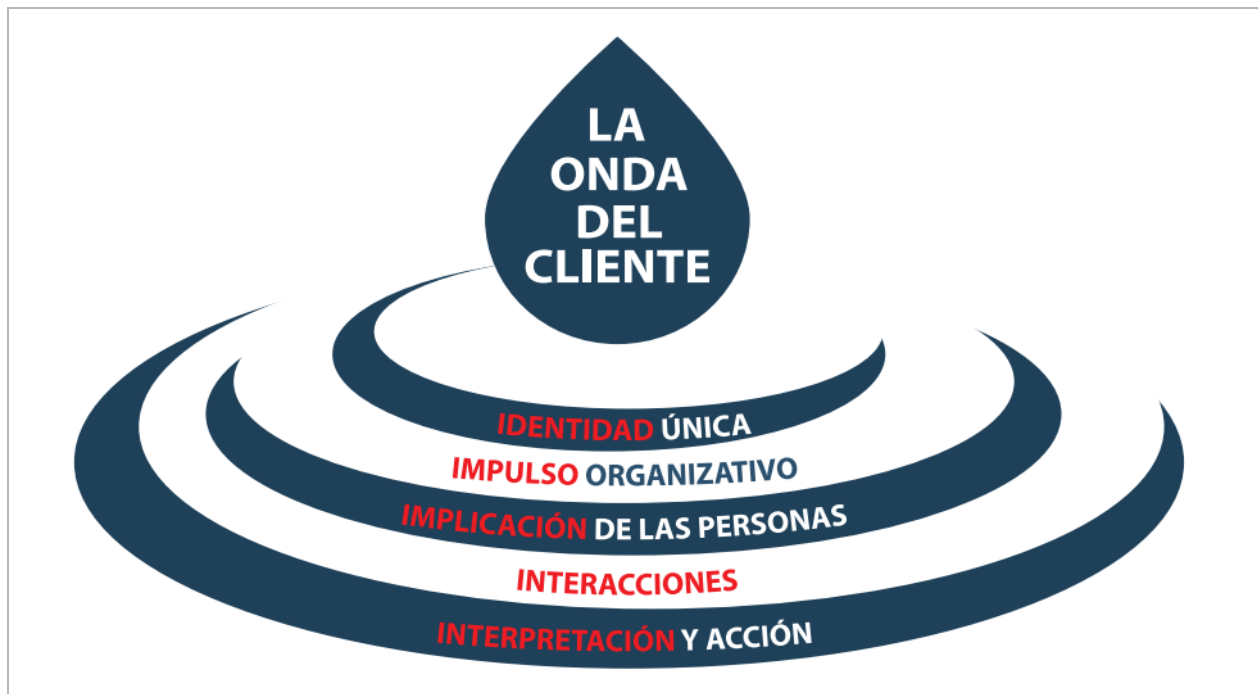 LA
ONDA
DEL
CLIENTE
IDENTIDAD ÚNICA
IMPULSO ORGANIZATIVO
IMPLICACIÓN DE LAS PERSONAS
INTERACCIONES
INTERPRETACIÓN Y ACCIÓN